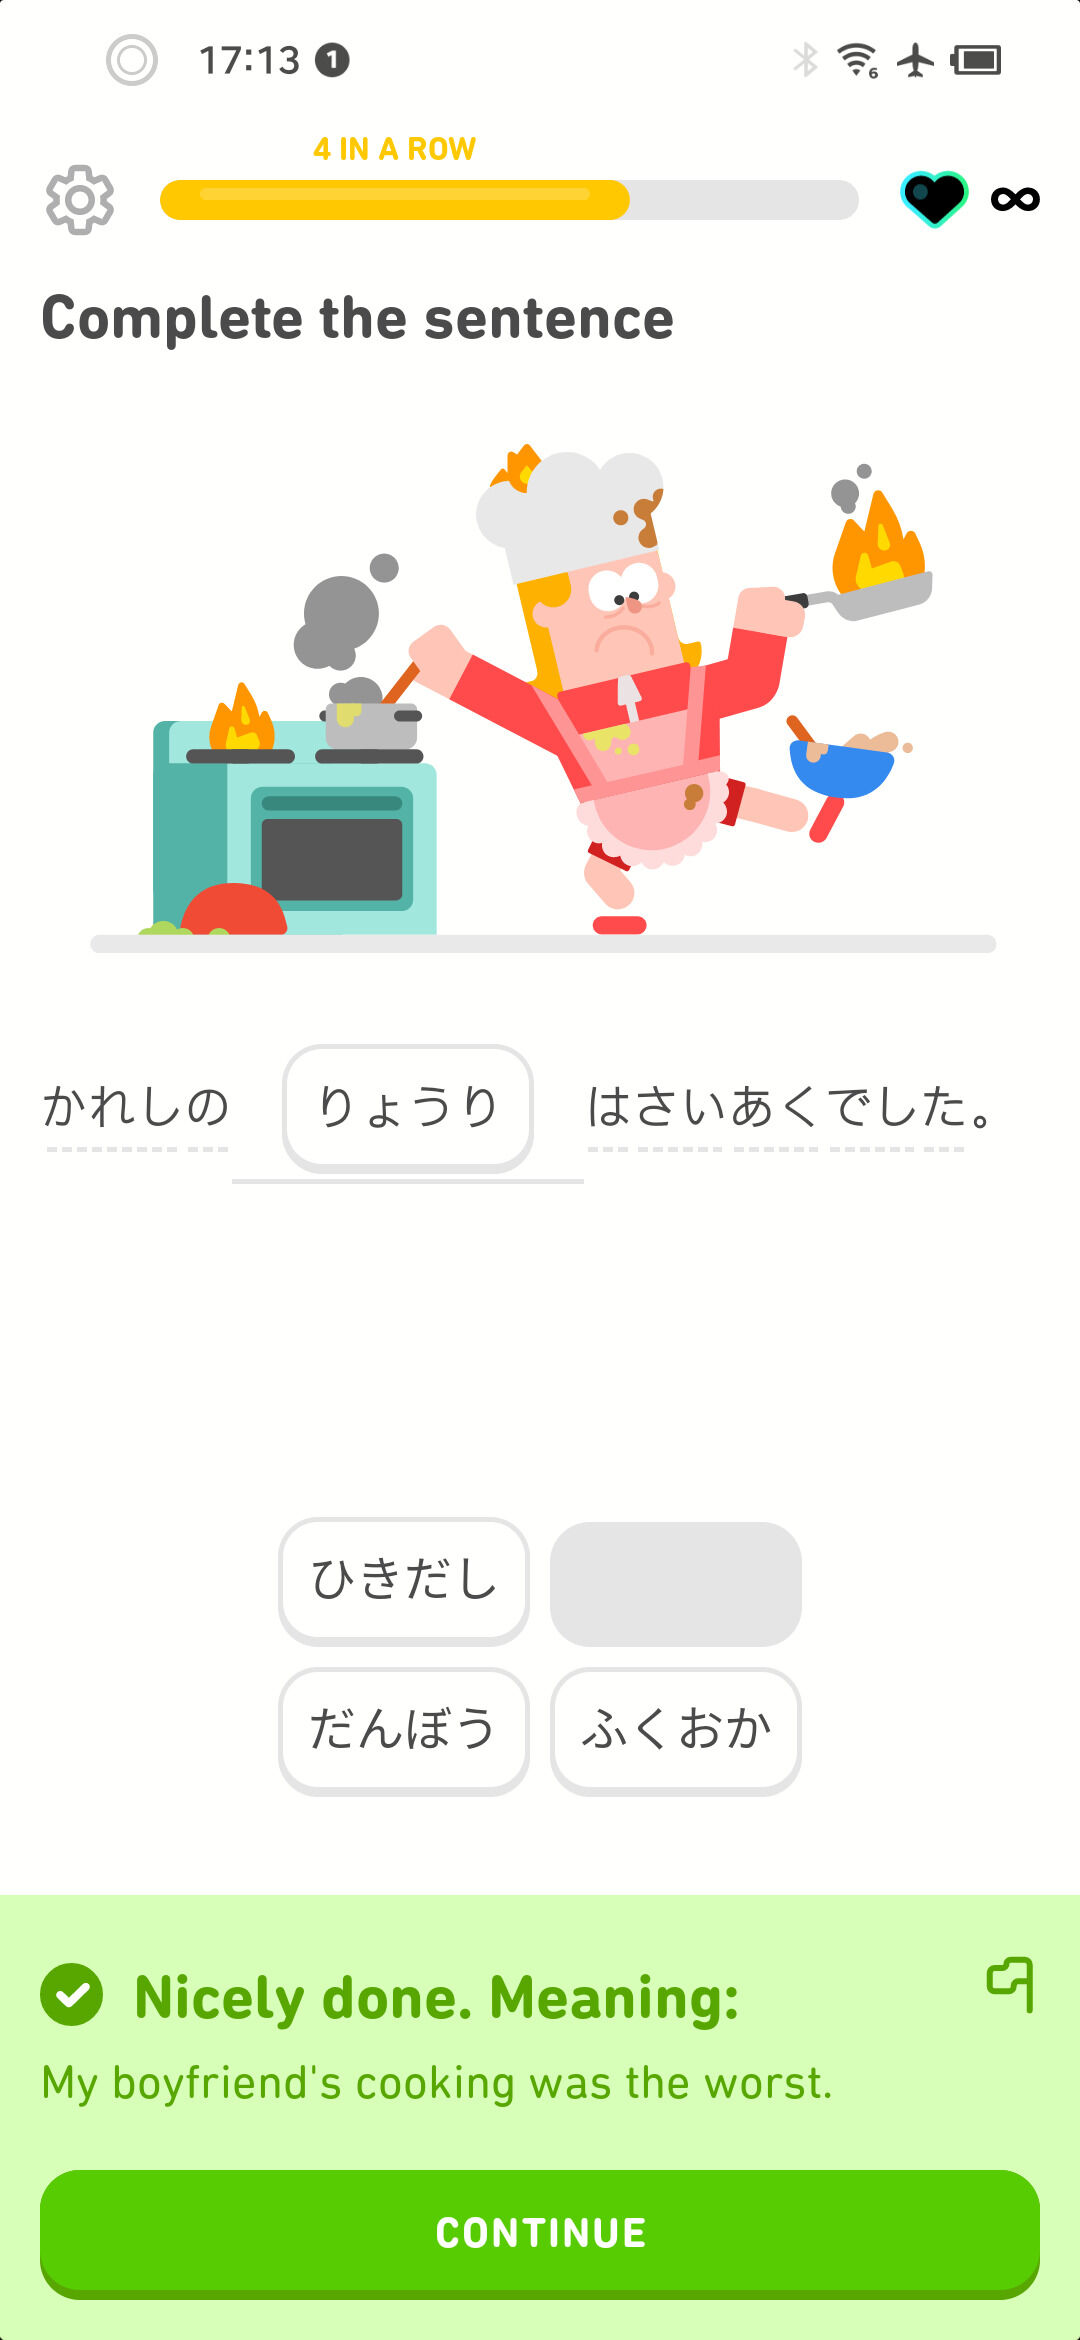 17:13 1
6
4 IN A ROW
Complete the sentence
かれしの りょうり はさいあくでした。
ひきだし
だんぼう ふくおか
Nicely done. Meaning:
My boyfriend's cooking was the worst.
CONTINUE